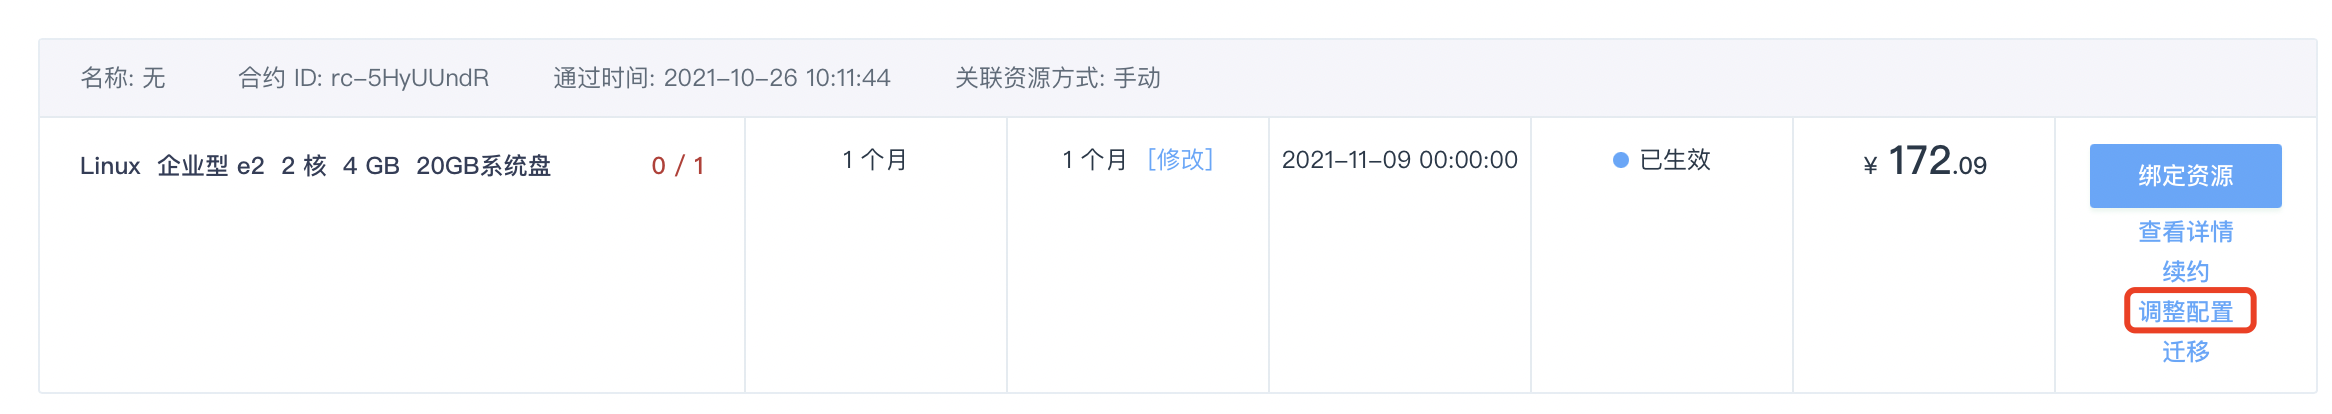 名称: 无 合约 ID: rc-5HyUUndR 通过时间: 2021-10-26 10:11:44 关联资源方式: 手动
Linux 企业型 e2 2 核 4 GB 20GB系统盘 0 / 1 1 个月 1 个月 [修改] 2021-11-09 00:00:00 已生效 ¥ 172.09 绑定资源
查看详情
续约
调整配置
迁移